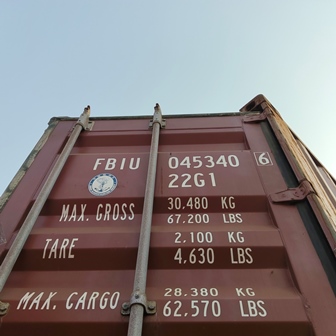 FBIU 045340 6
22G1
MAX. GROSS 30,480 KG
67,200 LBS
TARE 2,100 KG
4,630 LBS
MAX. CARGO 28,380 KG
62,570 LBS